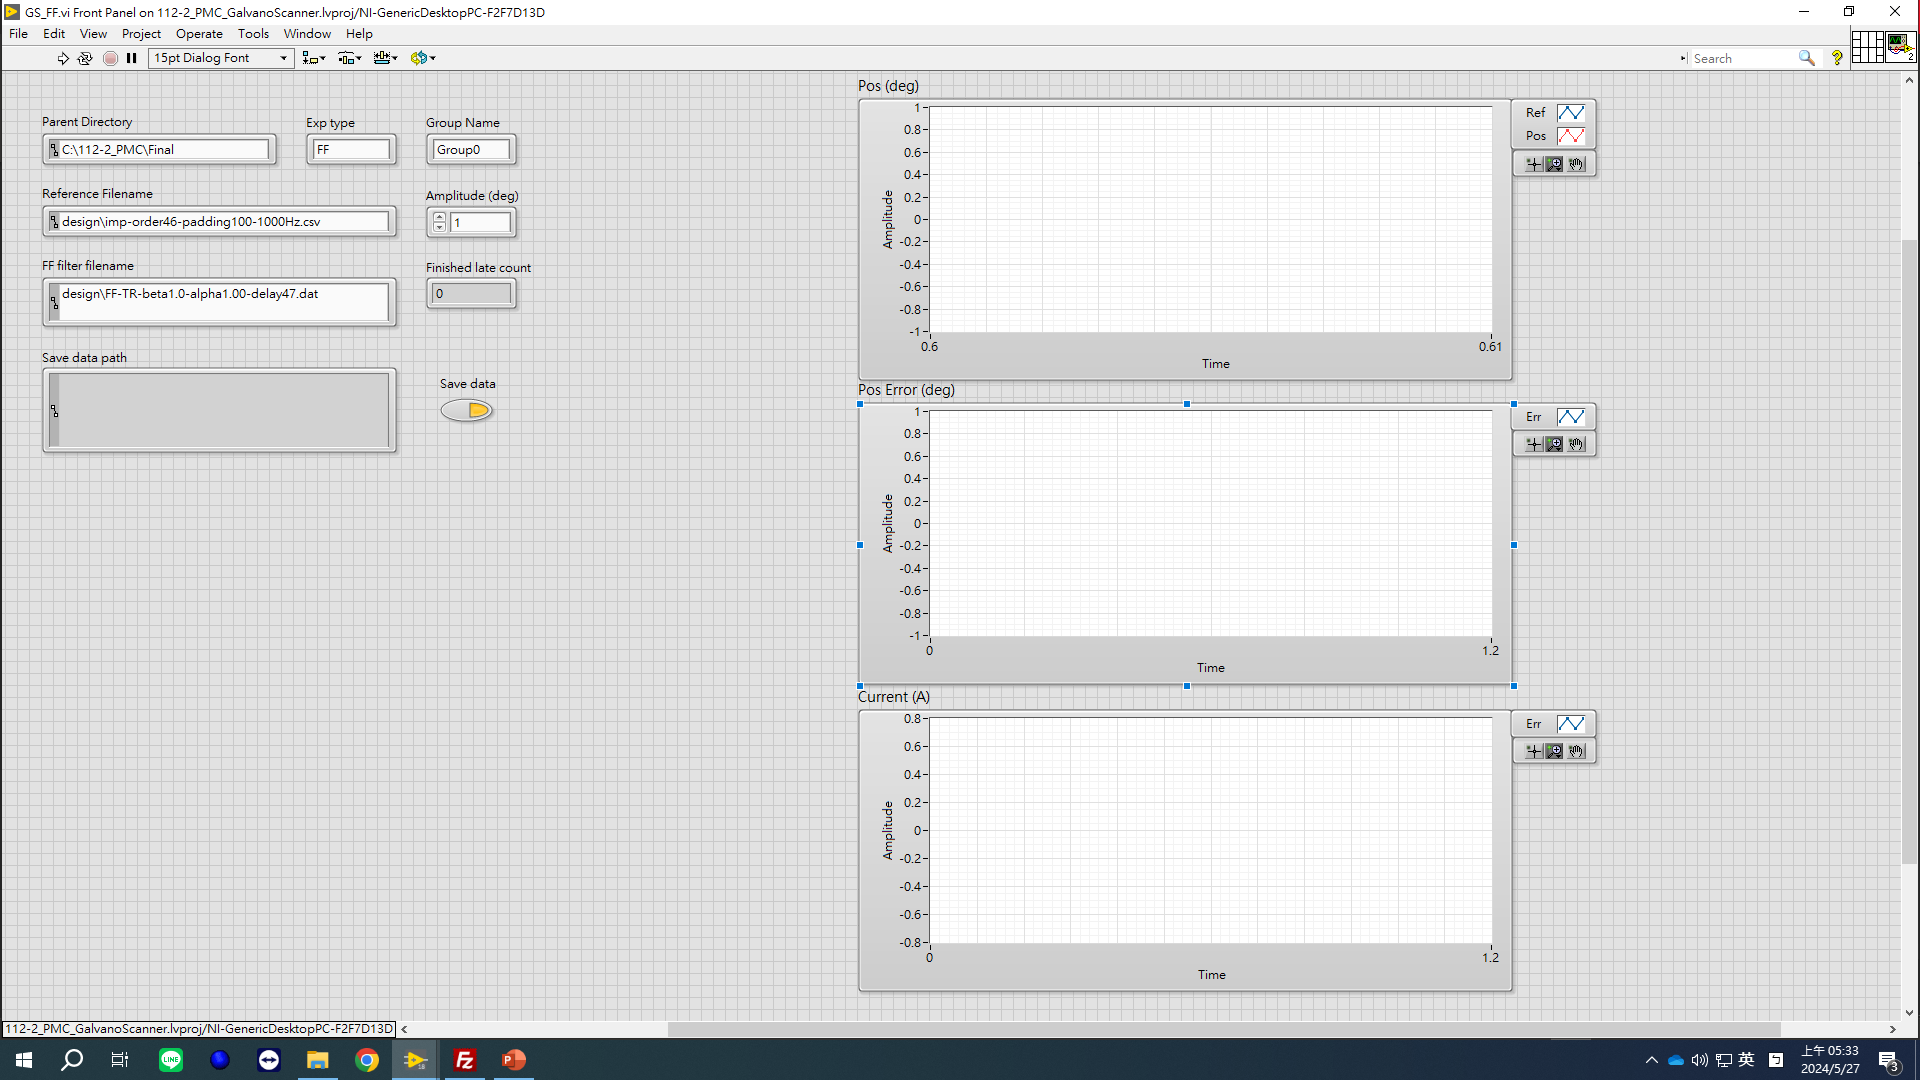 GS_FF.vi Front Panel on 112-2_PMC_GalvanoScanner.lvproj/NI-GenericDesktopPC-F2F7D13D
File Edit View Project Operate Tools Window Help
15pt Dialog Font
Search
2
Parent Directory
C:\112-2_PMC\Final
Exp type
FF
Group Name
Group0
Reference Filename
design\imp-order46-padding100-1000Hz.csv
Amplitude (deg)
1
FF filter filename
design\FF-TR-beta1.0-alpha1.00-delay47.dat
Finished late count
0
Save data path
Save data
Pos (deg)
Amplitude
1
0.8
0.6
0.4
0.2
0
-0.2
-0.4
-0.6
-0.8
-1
0.6
0.61
Time
Ref
Pos
Pos Error (deg)
Amplitude
1
0.8
0.6
0.4
0.2
0
-0.2
-0.4
-0.6
-0.8
-1
0
1.2
Time
Err
Current (A)
Amplitude
0.8
0.6
0.4
0.2
0
-0.2
-0.4
-0.6
-0.8
0
1.2
Time
Err
112-2_PMC_GalvanoScanner.lvproj/NI-GenericDesktopPC-F2F7D13D
LINE
18
Fz
P
英
ㄅ
上午 05:33
2024/5/27
3